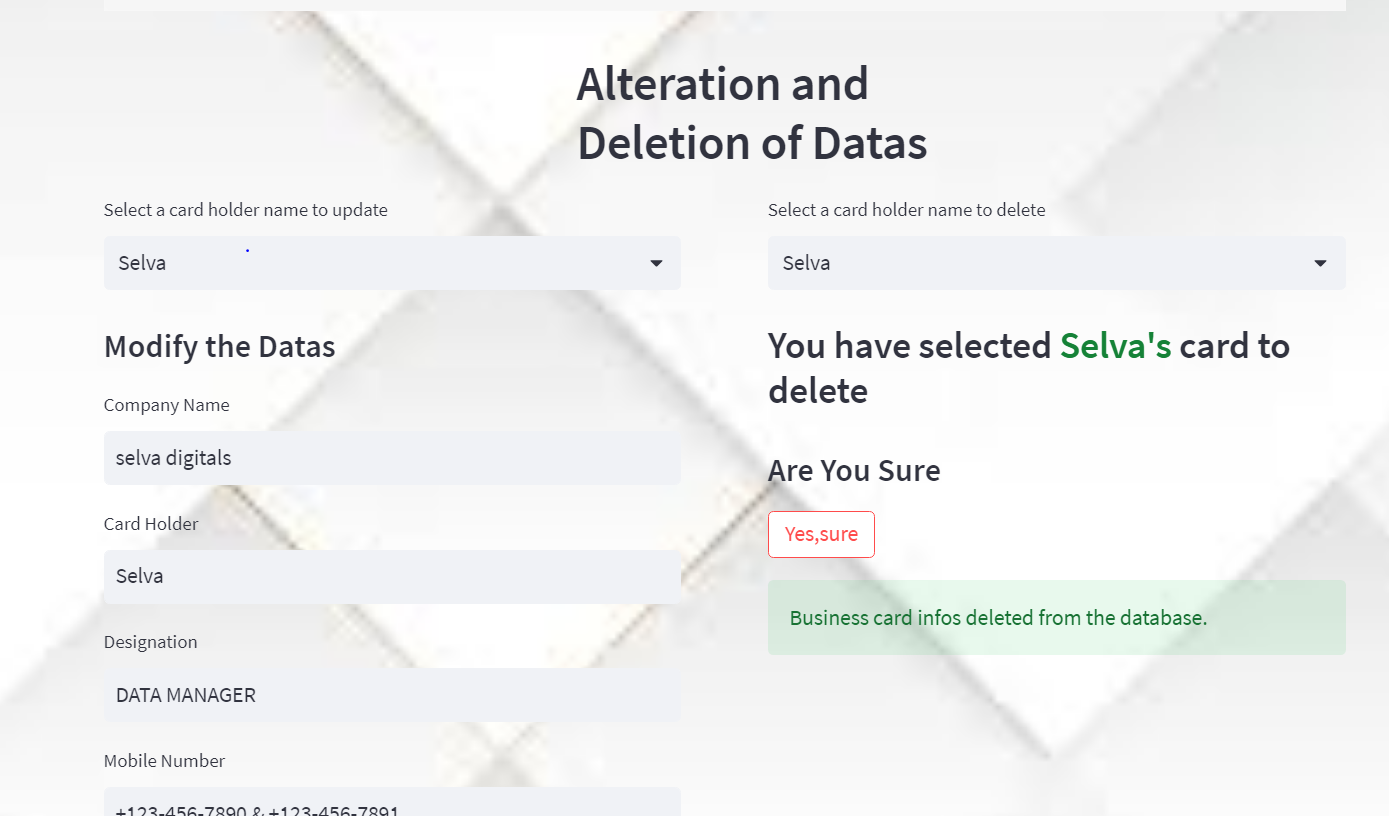 Alteration and
Deletion of Datas
Select a card holder name to update
Selva
Modify the Datas
Company Name
selva digitals
Card Holder
Selva
Designation
DATA MANAGER
Mobile Number
+123-456-7890 & +123-456-7891
Select a card holder name to delete
Selva
You have selected Selva's card to
delete
Are You Sure
Yes,sure
Business card infos deleted from the database.